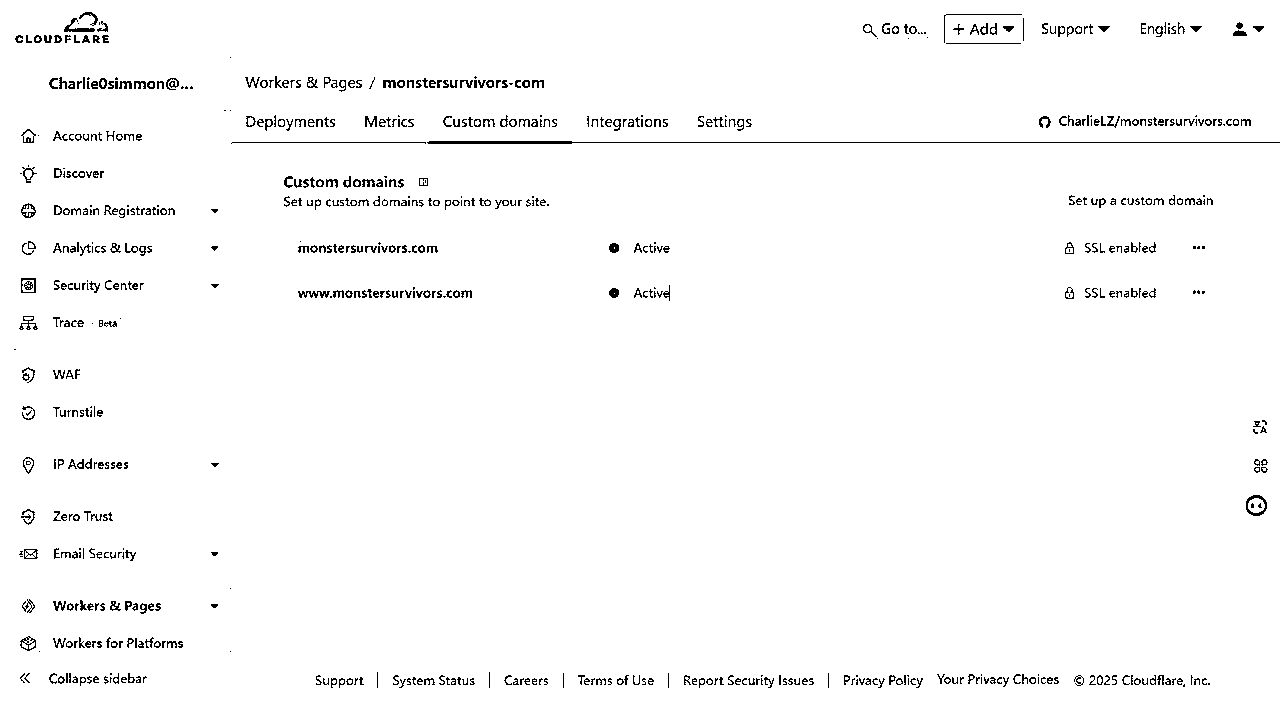 CLOUDFLARE
Go to...
+ Add
Support
English
Charlie0simmon@...
Account Home
Discover
Domain Registration
Analytics & Logs
Security Center
Trace Beta
WAF
Turnstile
IP Addresses
Zero Trust
Email Security
Workers & Pages
Workers for Platforms
Collapse sidebar
Workers & Pages / monstersurvivors-com
Deployments Metrics Custom domains Integrations Settings
CharlieLZ/monstersurvivors.com
Custom domains
Set up custom domains to point to your site.
Set up a custom domain
monstersurvivors.com Active SSL enabled
www.monstersurvivors.com Active SSL enabled
Support | System Status | Careers | Terms of Use | Report Security Issues | Privacy Policy Your Privacy Choices © 2025 Cloudflare, Inc.